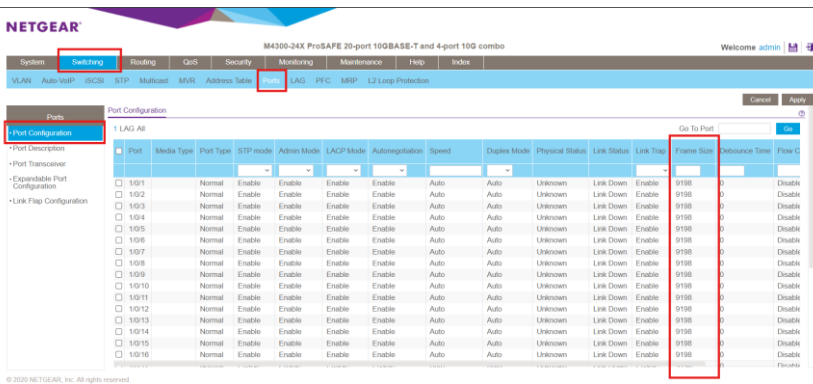 NETGEAR
M4300-24X ProSAFE 20-port 10GBASE-T and 4-port 10G combo
Welcome admin
System Switching Routing QoS Security Monitoring Maintenance Help Index
VLAN Auto-VoIP iSCSI STP Multicast MVR Address Table Ports LAG PFC MRP L2 Loop Protection
Cancel Apply
Ports
• Port Configuration
• Port Description
• Port Transceiver
• Expandable Port
Configuration
• Link Flap Configuration
Port Configuration
1 LAG All Go To Port Go
Port Media Type Port Type STP mode Admin Mode LACP Mode Autonegotiation Speed Duplex Mode Physical Status Link Status Link Trap Frame Size Debounce Time Flow C
1/0/1 Normal Enable Enable Enable Enable Auto Auto Unknown Link Down Enable 9198 0 Disable
1/0/2 Normal Enable Enable Enable Enable Auto Auto Unknown Link Down Enable 9198 0 Disable
1/0/3 Normal Enable Enable Enable Enable Auto Auto Unknown Link Down Enable 9198 0 Disable
1/0/4 Normal Enable Enable Enable Enable Auto Auto Unknown Link Down Enable 9198 0 Disable
1/0/5 Normal Enable Enable Enable Enable Auto Auto Unknown Link Down Enable 9198 0 Disable
1/0/6 Normal Enable Enable Enable Enable Auto Auto Unknown Link Down Enable 9198 0 Disable
1/0/7 Normal Enable Enable Enable Enable Auto Auto Unknown Link Down Enable 9198 0 Disable
1/0/8 Normal Enable Enable Enable Enable Auto Auto Unknown Link Down Enable 9198 0 Disable
1/0/9 Normal Enable Enable Enable Enable Auto Auto Unknown Link Down Enable 9198 0 Disable
1/0/10 Normal Enable Enable Enable Enable Auto Auto Unknown Link Down Enable 9198 0 Disable
1/0/11 Normal Enable Enable Enable Enable Auto Auto Unknown Link Down Enable 9198 0 Disable
1/0/12 Normal Enable Enable Enable Enable Auto Auto Unknown Link Down Enable 9198 0 Disable
1/0/13 Normal Enable Enable Enable Enable Auto Auto Unknown Link Down Enable 9198 0 Disable
1/0/14 Normal Enable Enable Enable Enable Auto Auto Unknown Link Down Enable 9198 0 Disable
1/0/15 Normal Enable Enable Enable Enable Auto Auto Unknown Link Down Enable 9198 0 Disable
1/0/16 Normal Enable Enable Enable Enable Auto Auto Unknown Link Down Enable 9198 0 Disable
© 2020 NETGEAR, Inc. All rights reserved.